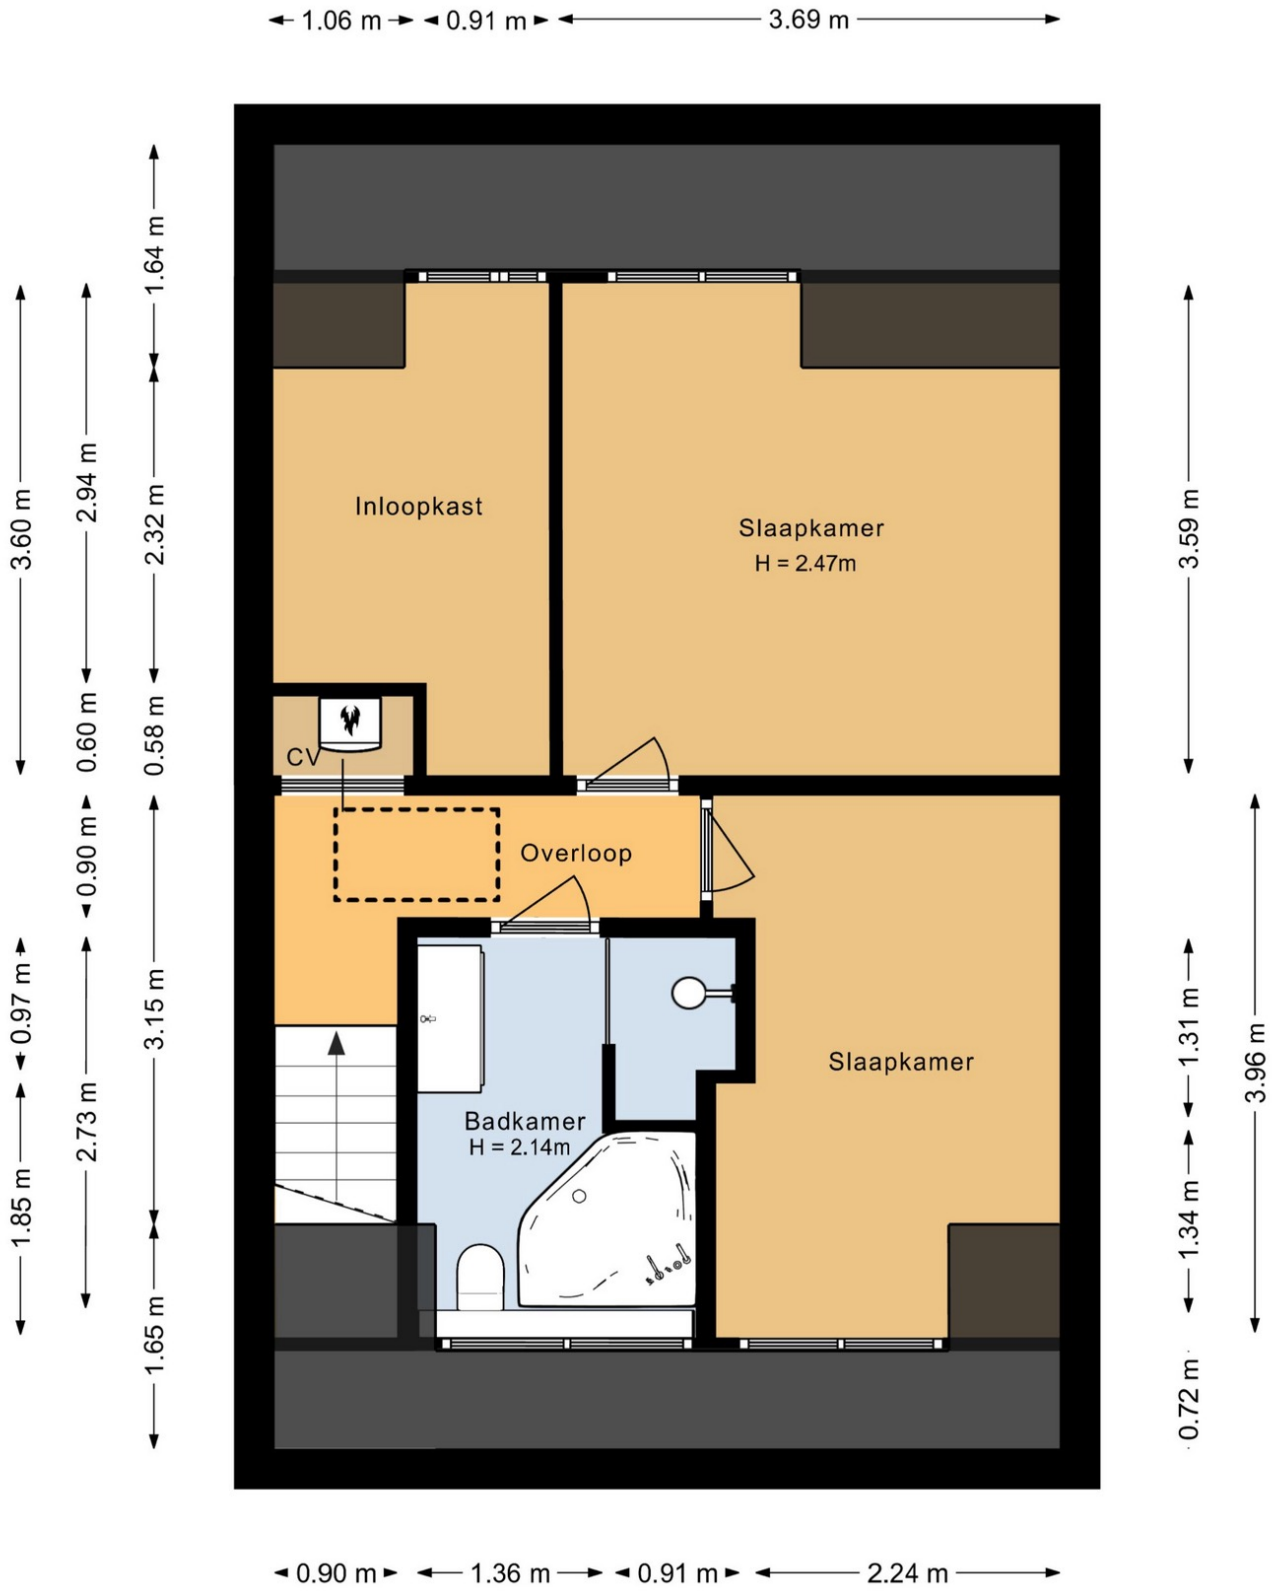 1.06 m
0.91 m
3.69 m
1.64 m
3.60 m
2.94 m
2.32 m
3.59 m
Inloopkast
Slaapkamer
H = 2.47m
0.60 m
0.58 m
CV
0.90 m
Overloop
0.97 m
3.15 m
1.31 m
3.96 m
Slaapkamer
2.73 m
Badkamer
H = 2.14m
1.85 m
1.34 m
1.65 m
0.72 m
0.90 m
1.36 m
0.91 m
2.24 m